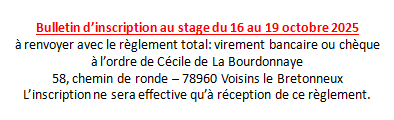 Bulletin d'inscription au stage du 16 au 19 octobre 2025
à renvoyer avec le règlement total: virement bancaire ou chèque
à l'ordre de Cécile de La Bourdonnaye
58, chemin de ronde – 78960 Voisins le Bretonneux
L'inscription ne sera effective qu'à réception de ce règlement.